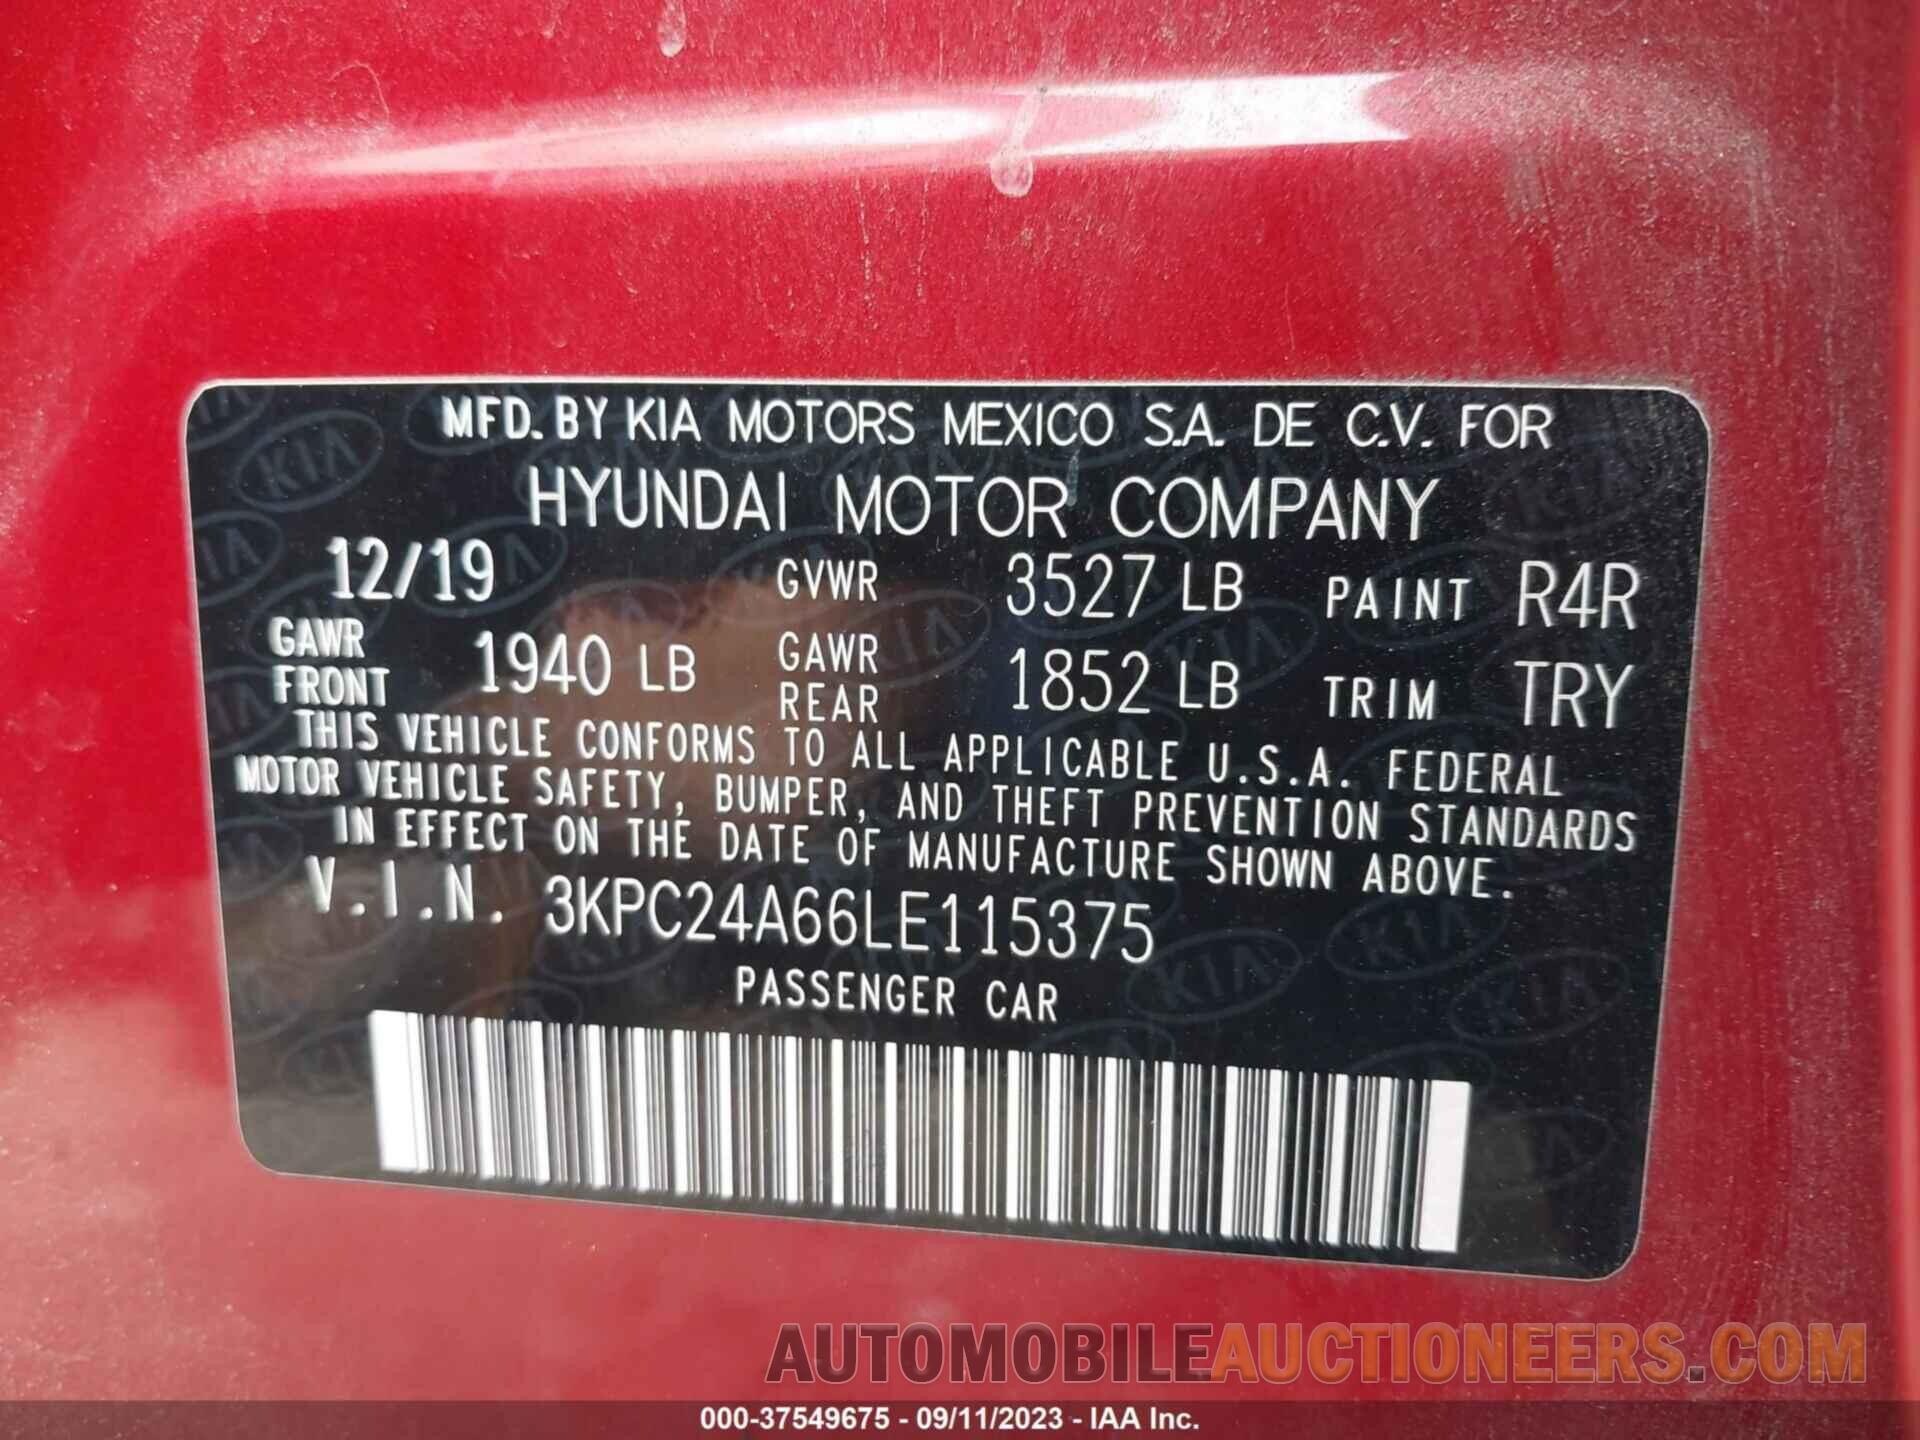 MFD. BY KIA MOTORS MEXICO S.A. DE C.V. FOR
HYUNDAI MOTOR COMPANY
12/19 GVWR 3527 LB PAINT R4R
GAWR FRONT 1940 LB GAWR REAR 1852 LB TRIM TRY
THIS VEHICLE CONFORMS TO ALL APPLICABLE U.S.A. FEDERAL
MOTOR VEHICLE SAFETY, BUMPER, AND THEFT PREVENTION STANDARDS
IN EFFECT ON THE DATE OF MANUFACTURE SHOWN ABOVE.
V.I.N. 3KPC24A66LE115375
PASSENGER CAR
AUTOMOBILEAUCTIONEERS.COM
000-37549675 - 09/11/2023 - IAA Inc.